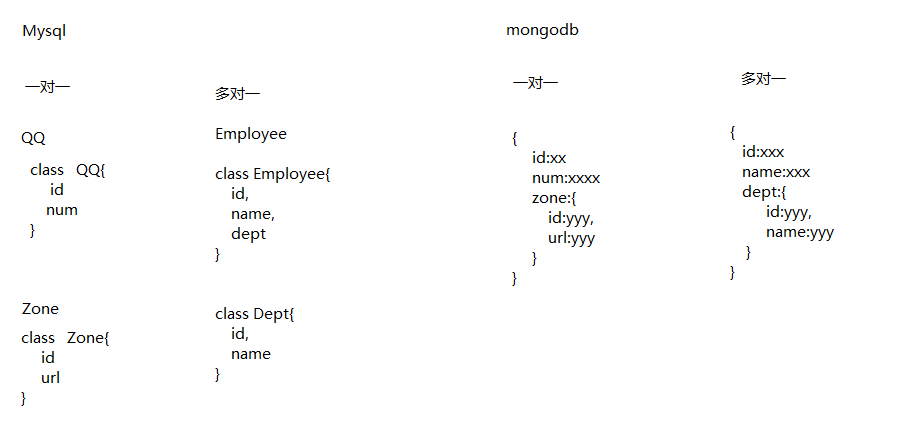 Mysql
一对一
QQ
class QQ{
id
num
}
Zone
class Zone{
id
url
}
多对一
Employee
class Employee{
id,
name,
dept
}
class Dept{
id,
name
}
mongodb
一对一
{
id:xx
num:xxxx
zone:{
id:yyy,
url:yyy
}
}
多对一
{
id:xxx
name:xxx
dept:{
id:yyy,
name:yyy
}
}